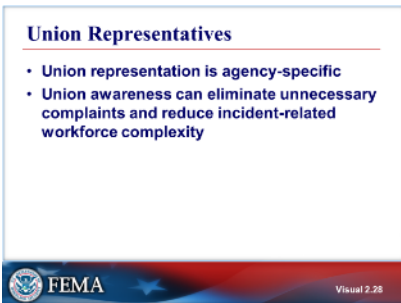 Union Representatives
• Union representation is agency-specific
• Union awareness can eliminate unnecessary
complaints and reduce incident-related
workforce complexity
FEMA
Visual 2.28